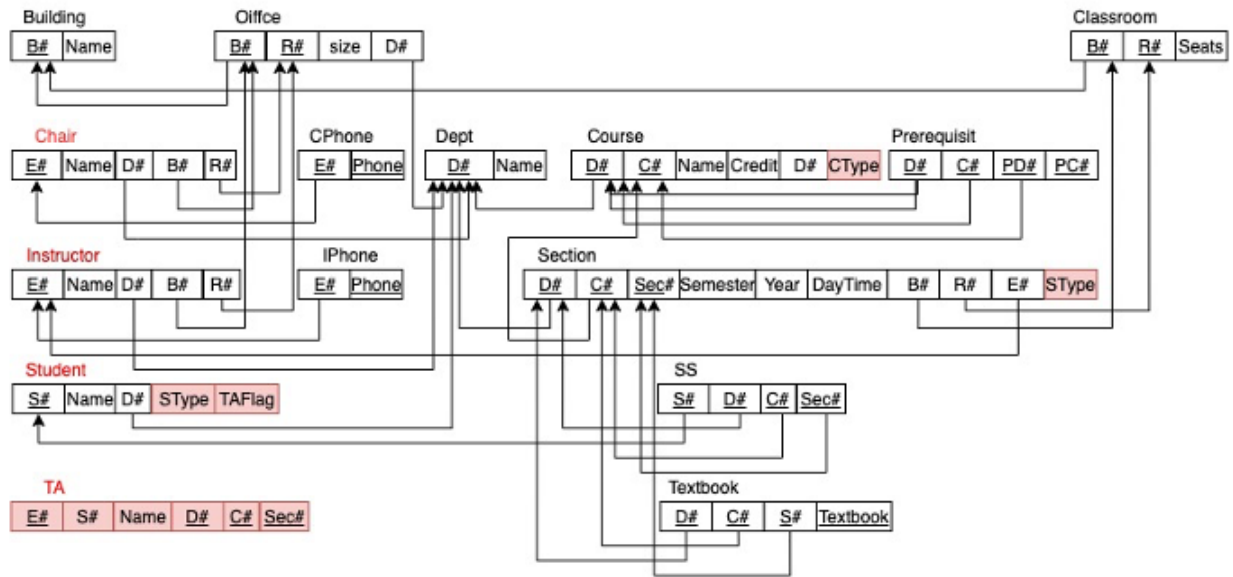 Building Oiffce Classroom
B# Name B# R# size D# B# R# Seats
Chair CPhone Dept Course Prerequisit
E# Name D# B# R# E# Phone D# Name D# C# Name Credit D# CType D# C# PD# PC#
Instructor IPhone Section
E# Name D# B# R# E# Phone D# C# Sec# Semester Year DayTime B# R# E# SType
Student SS
S# Name D# SType TAFlag S# D# C# Sec#
TA Textbook
E# S# Name D# C# Sec# D# C# S# Textbook